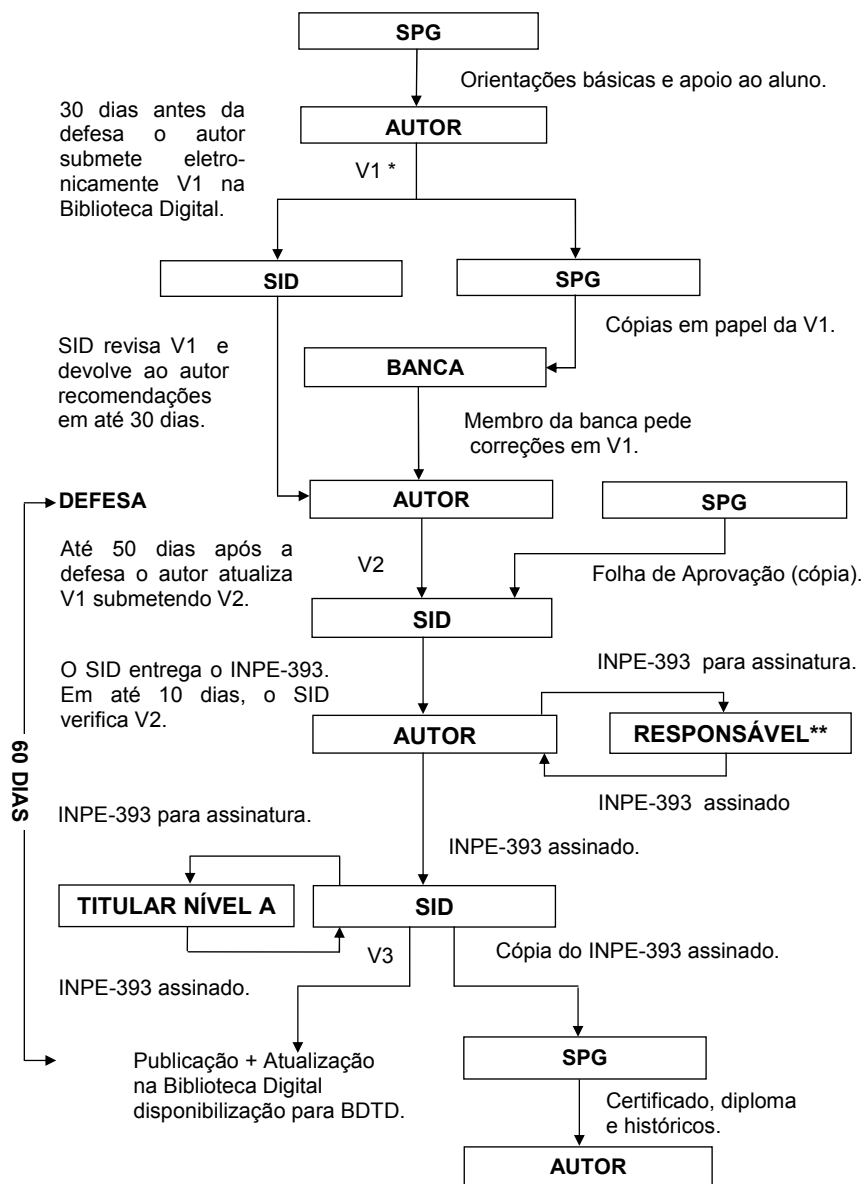 SPG
Orientações básicas e apoio ao aluno.
30 dias antes da
defesa o autor
submete eletro-
nicamente V1 na
Biblioteca Digital.
AUTOR
V1 *
SID
SPG
Cópias em papel da V1.
SID revisa V1 e
devolve ao autor
recomendações
em até 30 dias.
BANCA
Membro da banca pede
correções em V1.
DEFESA
AUTOR
SPG
Até 50 dias após a
defesa o autor atualiza
V1 submetendo V2.
V2
Folha de Aprovação (cópia).
SID
O SID entrega o INPE-393.
Em até 10 dias, o SID
verifica V2.
INPE-393 para assinatura.
AUTOR
RESPONSÁVEL**
INPE-393 assinado
60 DIAS
INPE-393 para assinatura.
INPE-393 assinado.
TITULAR NÍVEL A
SID
V3
Cópia do INPE-393 assinado.
INPE-393 assinado.
Publicação + Atualização
na Biblioteca Digital
disponibilização para BDTD.
SPG
Certificado, diploma
e históricos.
AUTOR